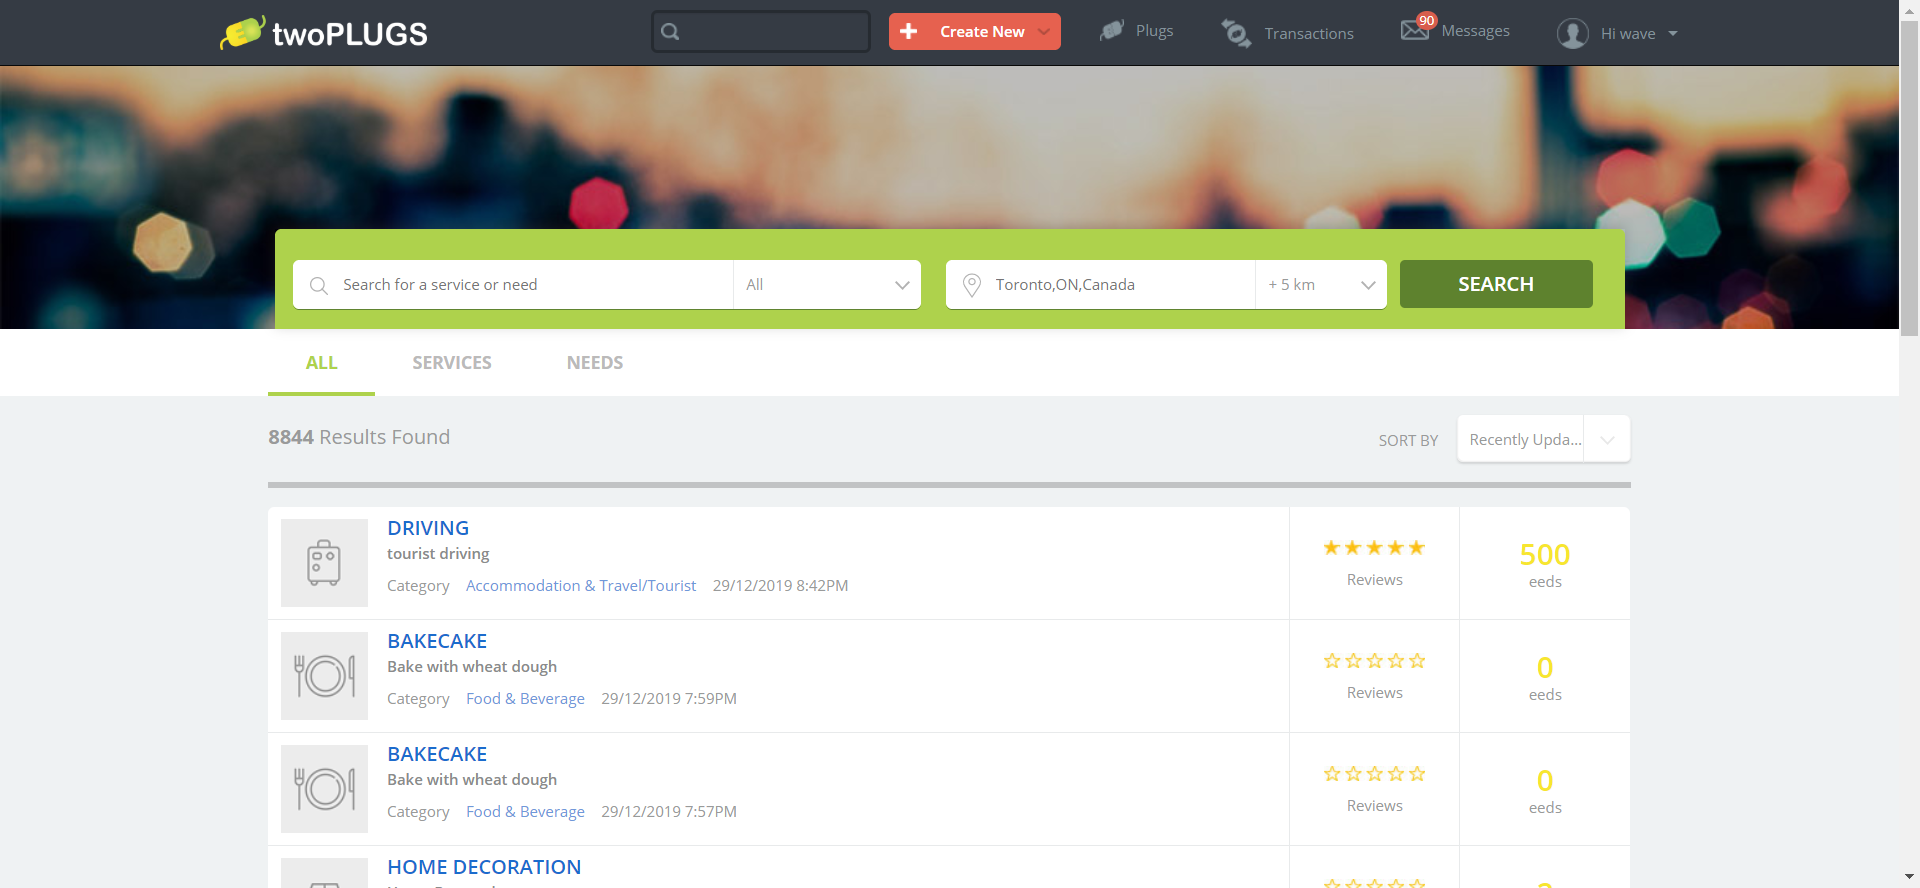 twoPLUGS
Create New
Plugs
Transactions
90
Messages
Hi wave
Search for a service or need
All
Toronto,ON,Canada
+ 5 km
SEARCH
ALL
SERVICES
NEEDS
8844 Results Found
SORT BY
Recently Upda...
DRIVING
tourist driving
Category Accommodation & Travel/Tourist 29/12/2019 8:42PM
Reviews
500
eeds
BAKECAKE
Bake with wheat dough
Category Food & Beverage 29/12/2019 7:59PM
Reviews
0
eeds
BAKECAKE
Bake with wheat dough
Category Food & Beverage 29/12/2019 7:57PM
Reviews
0
eeds
HOME DECORATION